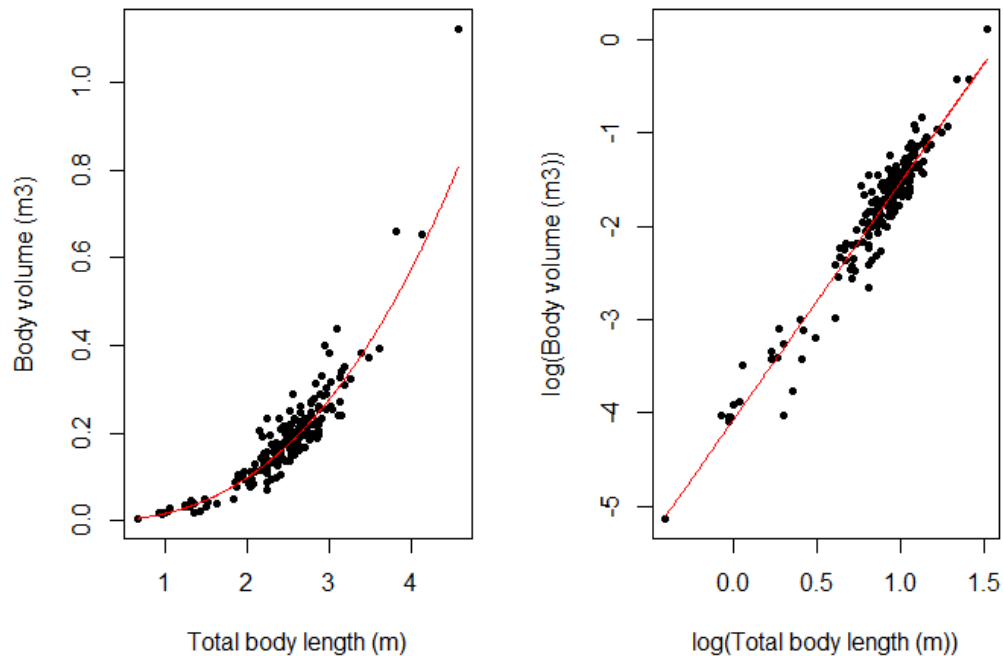 1.0
0.8
0.6
0.4
0.2
0.0
Body volume (m3)
1 2 3 4
Total body length (m)
0
-1
-2
-3
-4
-5
log(Body volume (m3))
0.0 0.5 1.0 1.5
log(Total body length (m))